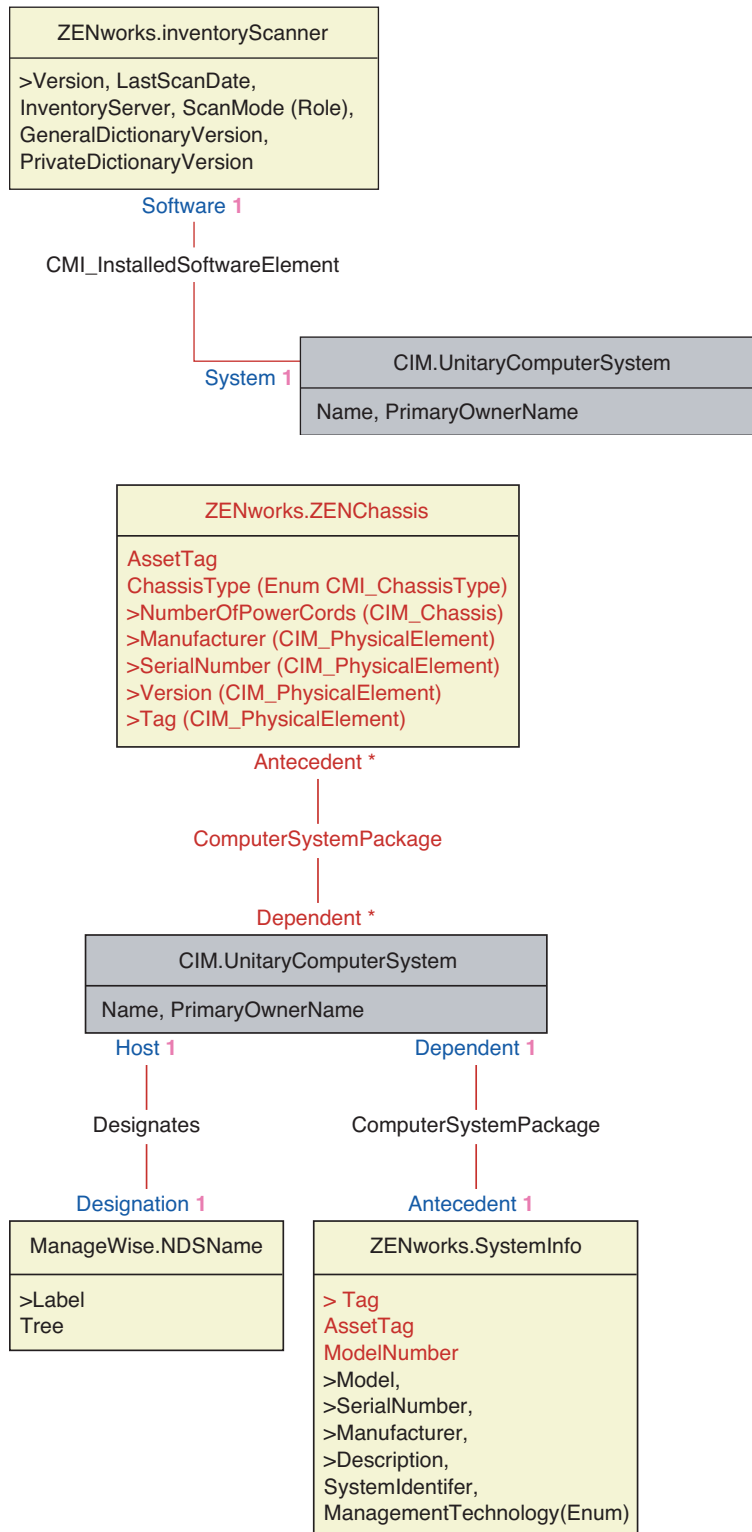 ZENworks.inventoryScanner
>Version, LastScanDate,
InventoryServer, ScanMode (Role),
GeneralDictionaryVersion,
PrivateDictionaryVersion
Software 1
CMI_InstalledSoftwareElement
System 1
CIM.UnitaryComputerSystem
Name, PrimaryOwnerName
ZENworks.ZENChassis
AssetTag
ChassisType (Enum CMI_ChassisType)
>NumberOfPowerCords (CIM_Chassis)
>Manufacturer (CIM_PhysicalElement)
>SerialNumber (CIM_PhysicalElement)
>Version (CIM_PhysicalElement)
>Tag (CIM_PhysicalElement)
Antecedent *
ComputerSystemPackage
Dependent *
CIM.UnitaryComputerSystem
Name, PrimaryOwnerName
Host 1
Dependent 1
Designates
ComputerSystemPackage
Designation 1
Antecedent 1
ManageWise.NDSName
>Label
Tree
ZENworks.SystemInfo
> Tag
AssetTag
ModelNumber
>Model,
>SerialNumber,
>Manufacturer,
>Description,
SystemIdentifer,
ManagementTechnology(Enum)